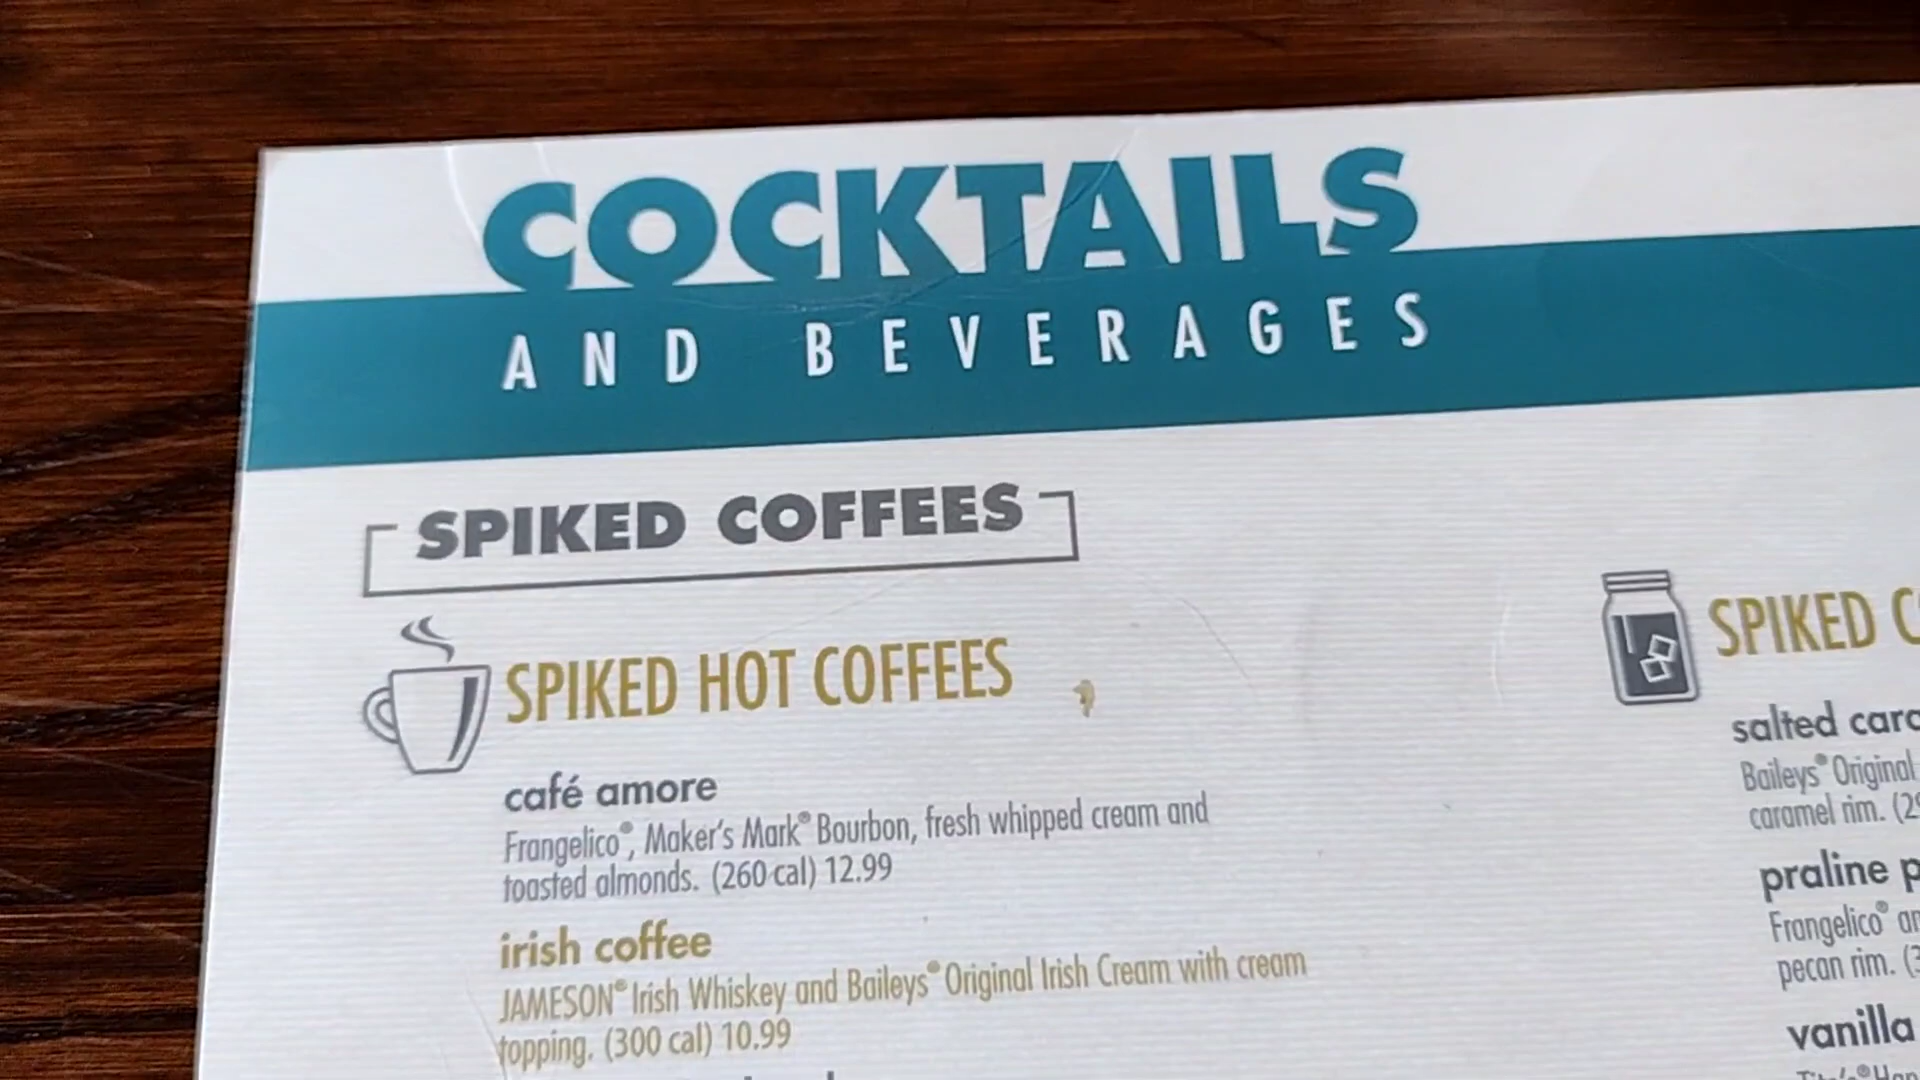 COCKTAILS
AND BEVERAGES
SPIKED COFFEES
SPIKED HOT COFFEES
café amore
Frangelico®, Maker's Mark® Bourbon, fresh whipped cream and
toasted almonds. (260 cal) 12.99
irish coffee
JAMESON® Irish Whiskey and Baileys® Original Irish Cream with cream
topping. (300 cal) 10.99
SPIKED
salted
Baileys® Original
caramel rim.
praline
Frangelico®
pecan rim.
vanilla